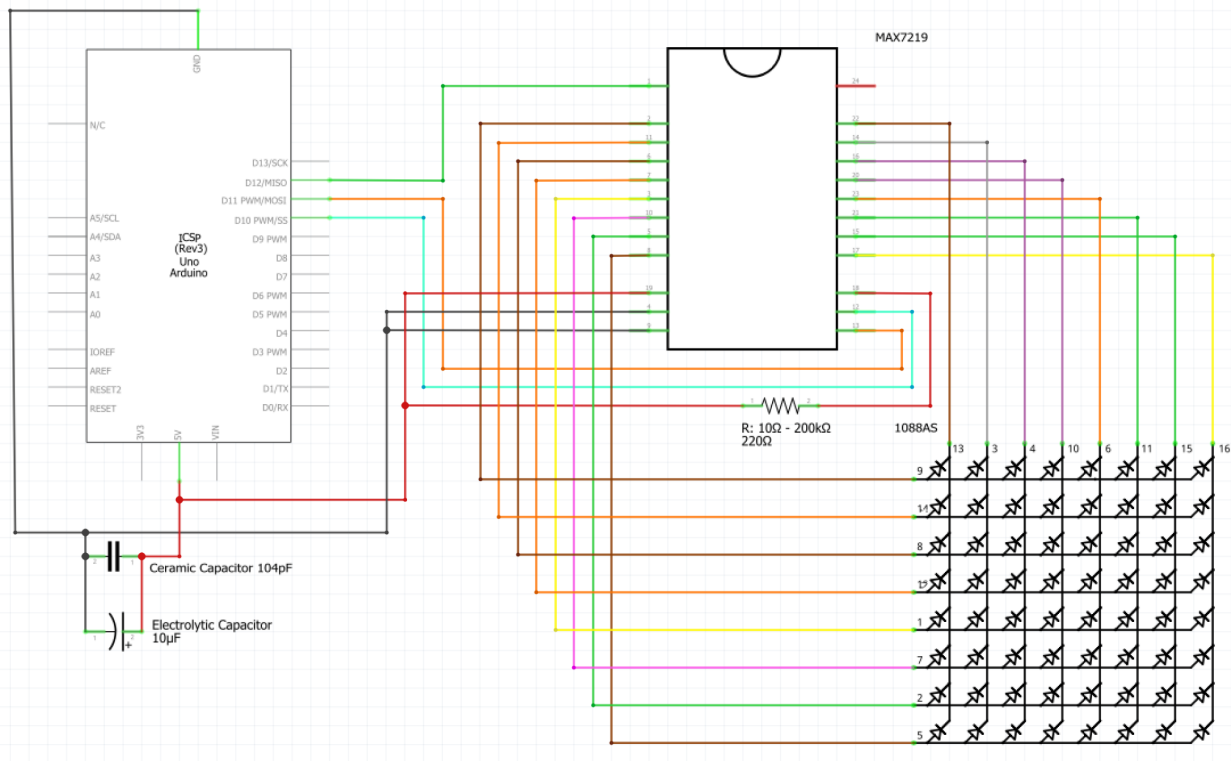 MAX7219
GND
N/C
D13/SCK
D12/MISO
D11 PWM/MOSI
A5/SCL
D10 PWM/SS
A4/SDA
D9 PWM
ICSP
(Rev3)
Uno
Arduino
A3
D8
A2
D7
A1
D6 PWM
A0
D5 PWM
D4
IOREF
D3 PWM
AREF
D2
RESET2
D1/TX
RESET
D0/RX
3V3
5V
VIN
1
2
11
6
7
3
10
5
8
19
4
9
24
22
14
16
20
23
21
15
17
18
12
13
1
2
R: 10Ω - 200kΩ
220Ω
1088AS
13 3 4 10 6 11 15 16
9
14
8
12
1
7
2
5
2
1
Ceramic Capacitor 104pF
1
2
+
Electrolytic Capacitor
10μF